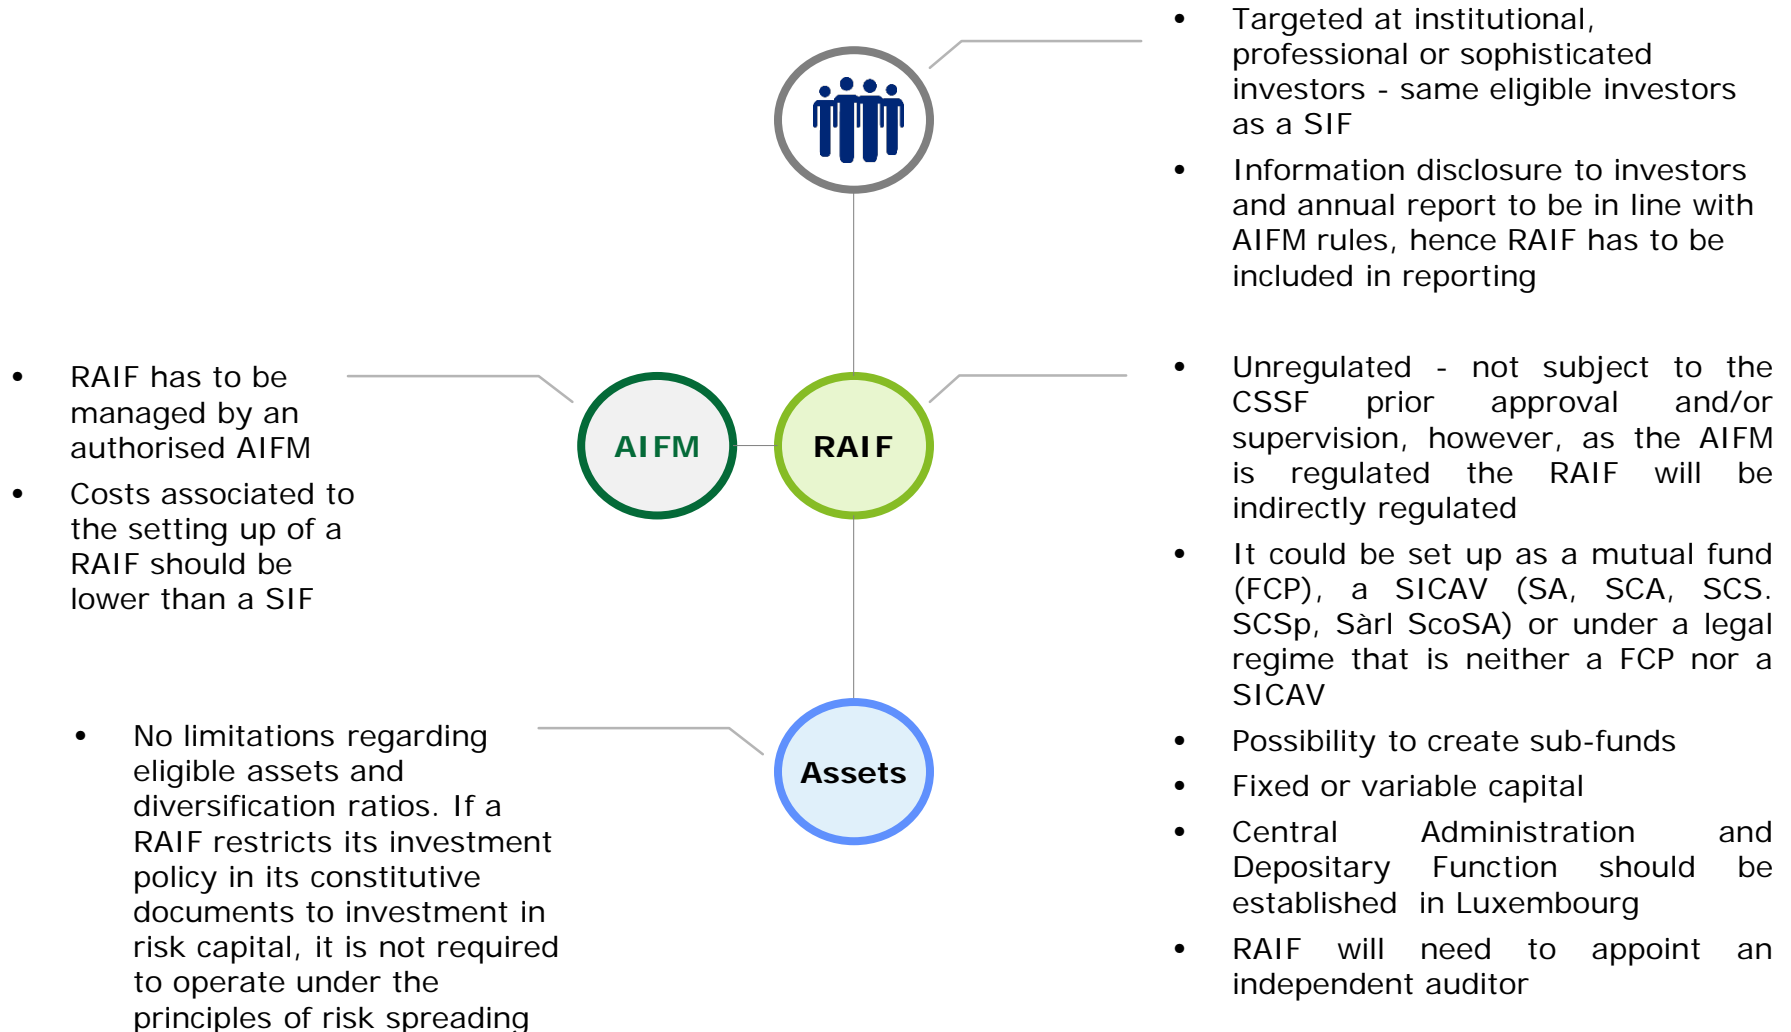 • Targeted at institutional,
professional or sophisticated
investors - same eligible investors
as a SIF
• Information disclosure to investors
and annual report to be in line with
AIFM rules, hence RAIF has to be
included in reporting
• RAIF has to be
managed by an
authorised AIFM
• Costs associated to
the setting up of a
RAIF should be
lower than a SIF
AIFM
RAIF
• Unregulated - not subject to the
CSSF prior approval and/or
supervision, however, as the AIFM
is regulated the RAIF will be
indirectly regulated
• It could be set up as a mutual fund
(FCP), a SICAV (SA, SCA, SCS.
SCSp, Sàrl ScoSA) or under a legal
regime that is neither a FCP nor a
SICAV
• Possibility to create sub-funds
• Fixed or variable capital
• Central Administration and
Depositary Function should be
established in Luxembourg
• RAIF will need to appoint an
independent auditor
• No limitations regarding
eligible assets and
diversification ratios. If a
RAIF restricts its investment
policy in its constitutive
documents to investment in
risk capital, it is not required
to operate under the
principles of risk spreading
Assets